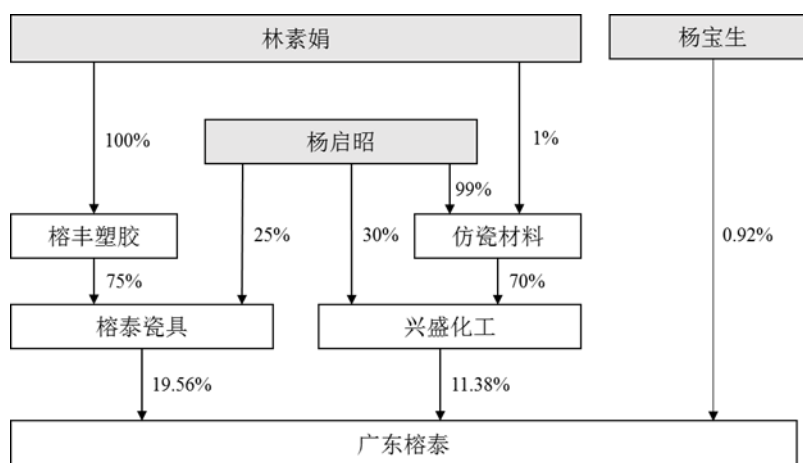 林素娟
杨宝生
100%
杨启昭
1%
99%
榕丰塑胶
25%
30%
仿瓷材料
0.92%
75%
70%
榕泰瓷具
兴盛化工
19.56%
11.38%
广东榕泰